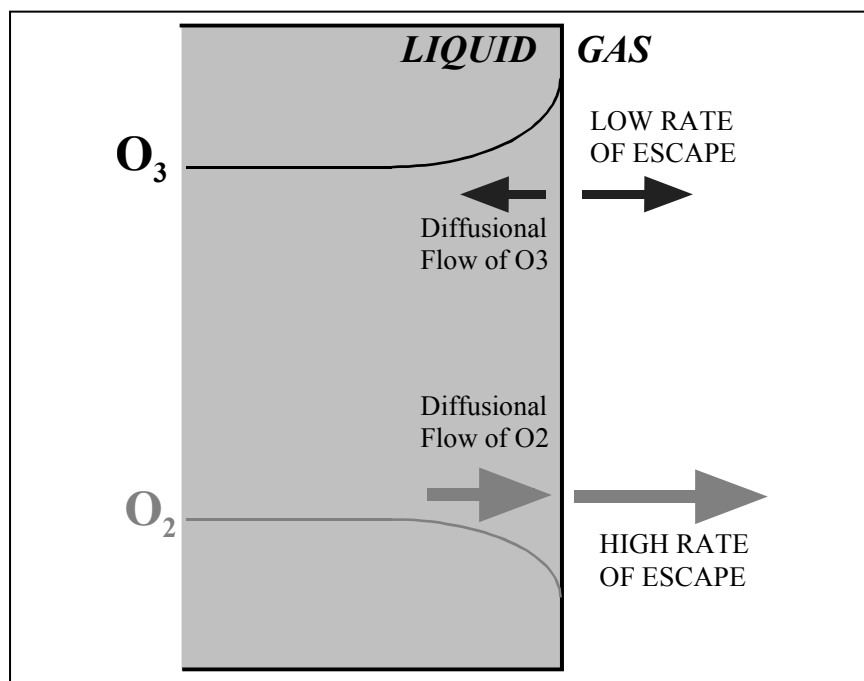 LIQUID GAS
LOW RATE
OF ESCAPE
O₃
Diffusional
Flow of O3
Diffusional
Flow of O2
O₂
HIGH RATE
OF ESCAPE